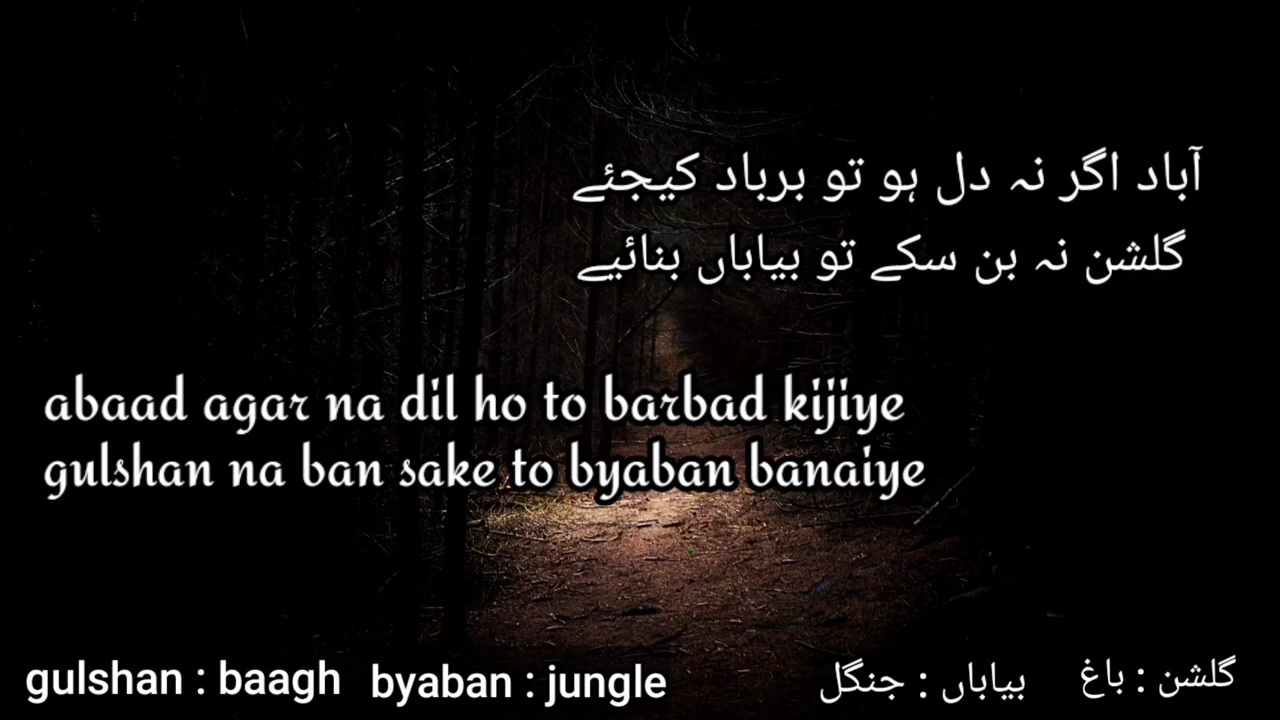 آباد اگر نہ دل ہو تو برباد کیجئے
گلشن نہ بن سکے تو بیاباں بنائیے
abaad agar na dil ho to barbad kijiye
gulshan na ban sake to byaban banaiye
gulshan : baagh byaban : jungle
گلشن : باغ بیاباں : جنگل